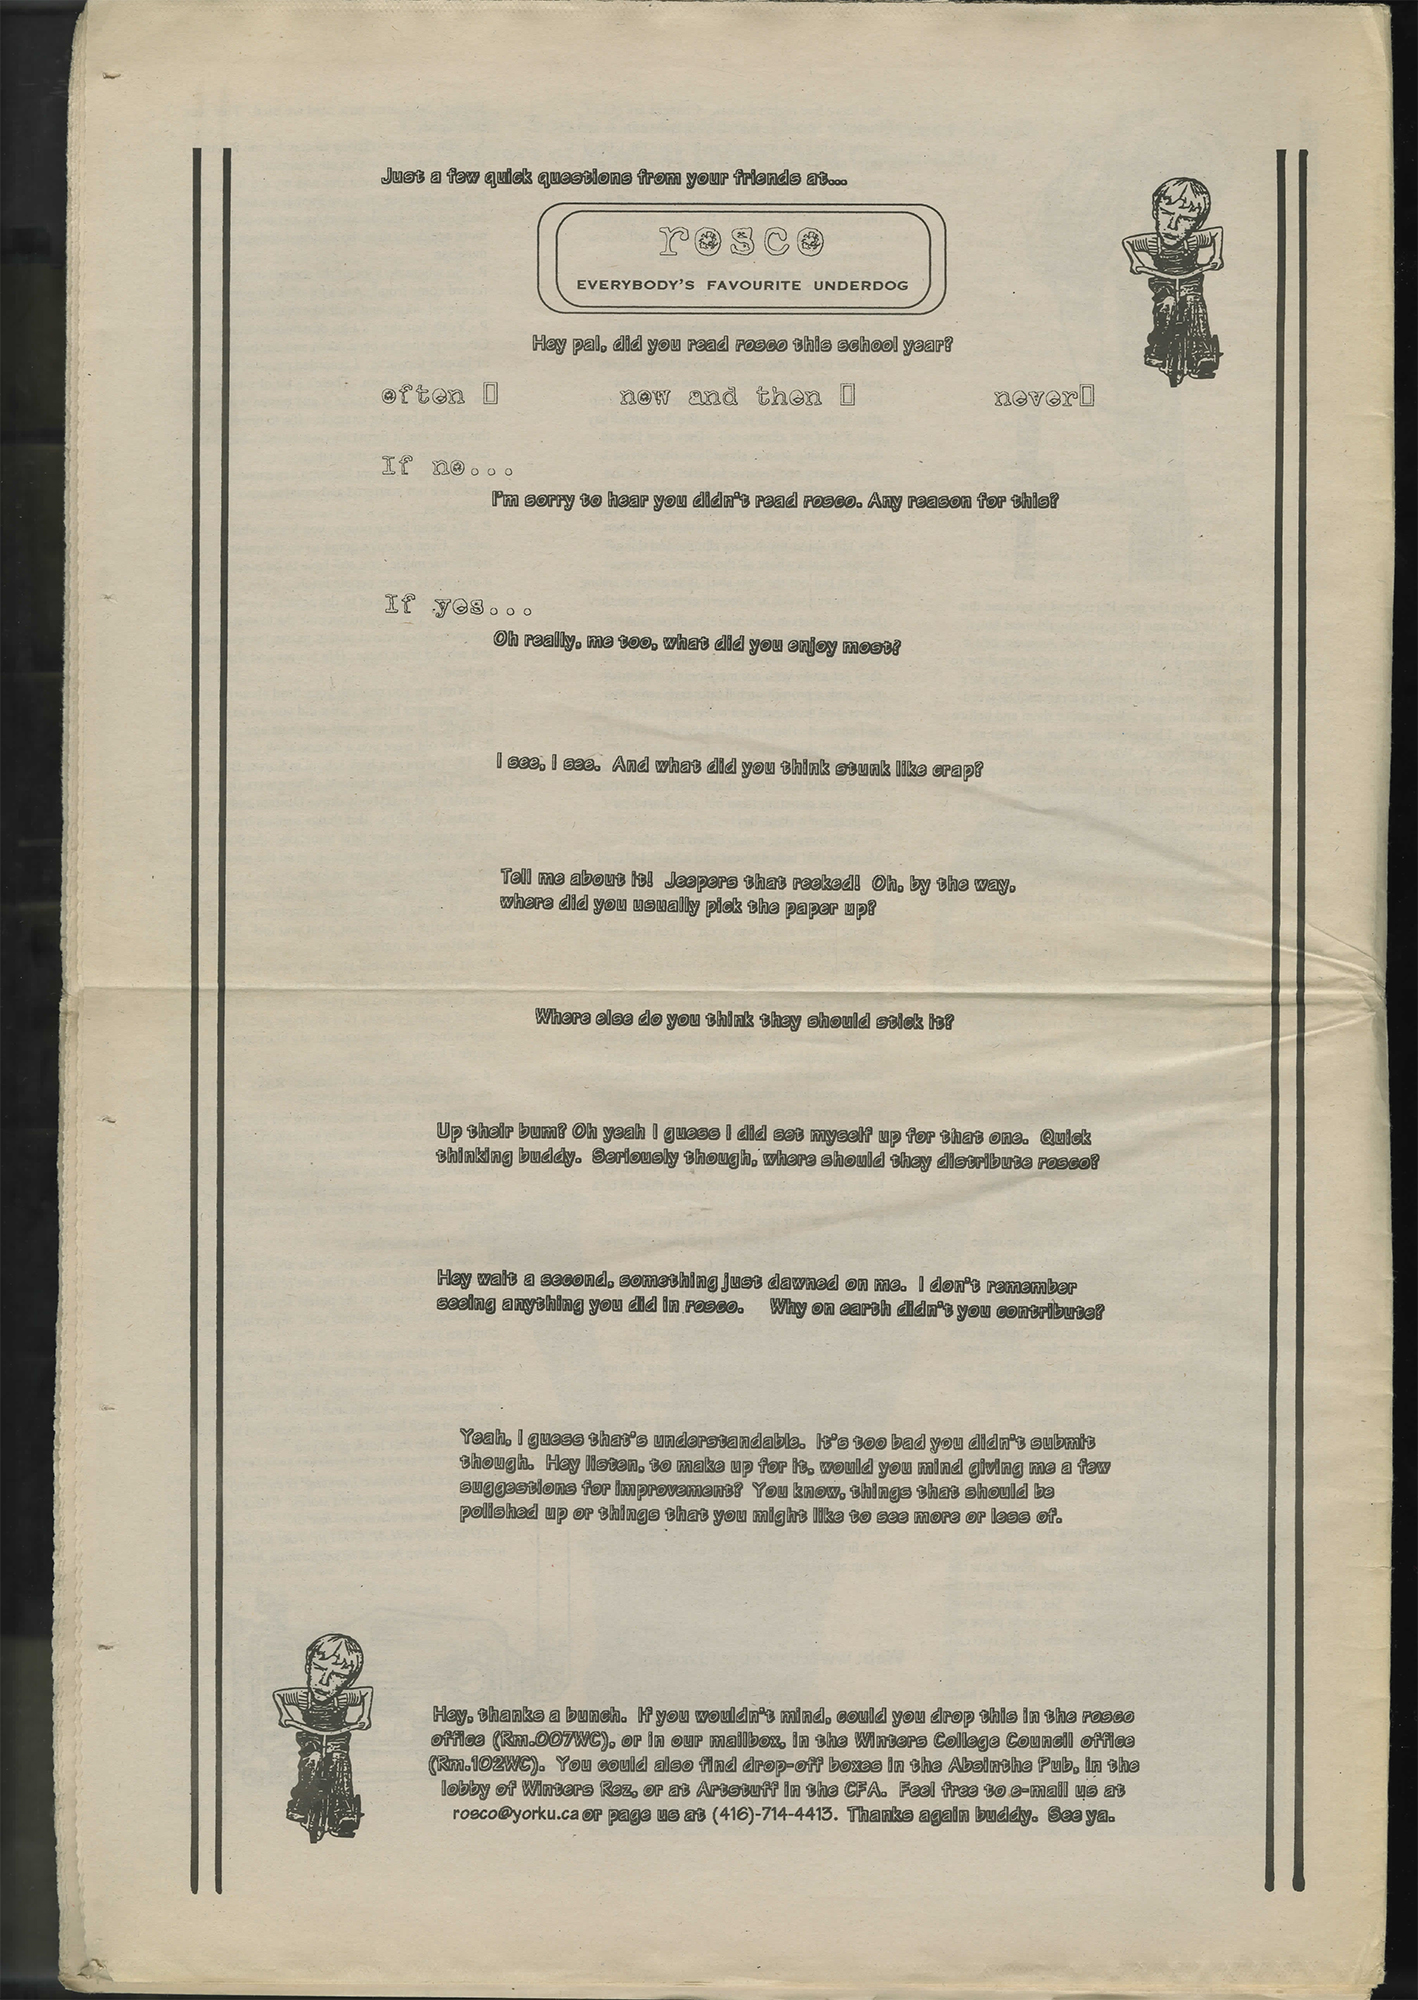 Just a few quick questions from your friends at...
rosco
EVERYBODY'S FAVOURITE UNDERDOG
Hey pal, did you read rosco this school year?
often ▯ now and then ▯ never▯
If no...
I'm sorry to hear you didn't read rosco. Any reason for this?
If yes...
Oh really, me too, what did you enjoy most?
I see, I see. And what did you think stunk like crap?
Tell me about it! Jeepers that reeked! Oh, by the way,
where did you usually pick the paper up?
Where else do you think they should stick it?
Up their bum? Oh yeah I guess I did set myself up for that one. Quick
thinking buddy. Seriously though, where should they distribute rosco?
Hey wait a second, something just dawned on me. I don't remember
seeing anything you did in rosco. Why on earth didn't you contribute?
Yeah, I guess that's understandable. It's too bad you didn't submit
though. Hey listen, to make up for it, would you mind giving me a few
suggestions for improvement? You know, things that should be
polished up or things that you might like to see more or less of.
Hey, thanks a bunch. If you wouldn't mind, could you drop this in the rosco
office (Rm.007WC), or in our mailbox, in the Winters College Council office
(Rm.102WC). You could also find drop-off boxes in the Absinthe Pub, in the
lobby of Winters Rez, or at Artstuff in the CFA. Feel free to e-mail us at
rosco@yorku.ca or page us at (416)-714-4413. Thanks again buddy. See ya.